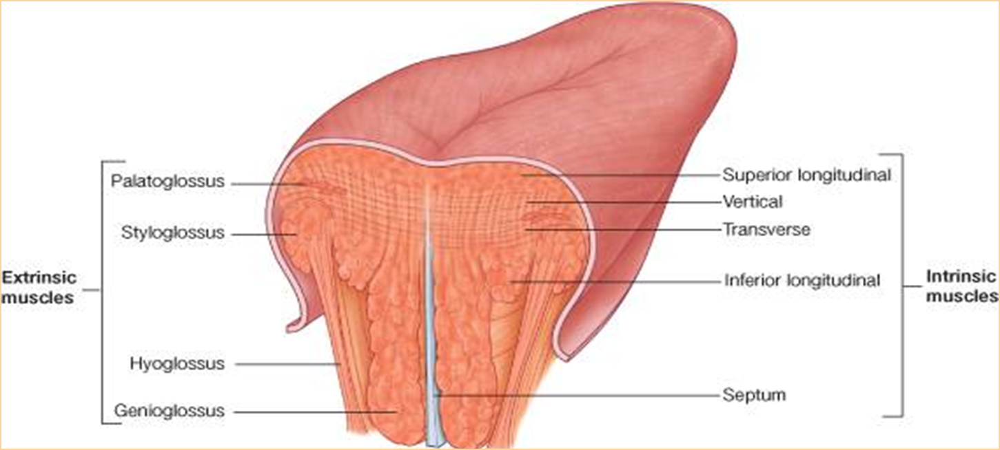 Palatoglossus
Styloglossus
Extrinsic
muscles
Hyoglossus
Genioglossus
Superior longitudinal
Vertical
Transverse
Inferior longitudinal
Intrinsic
muscles
Septum